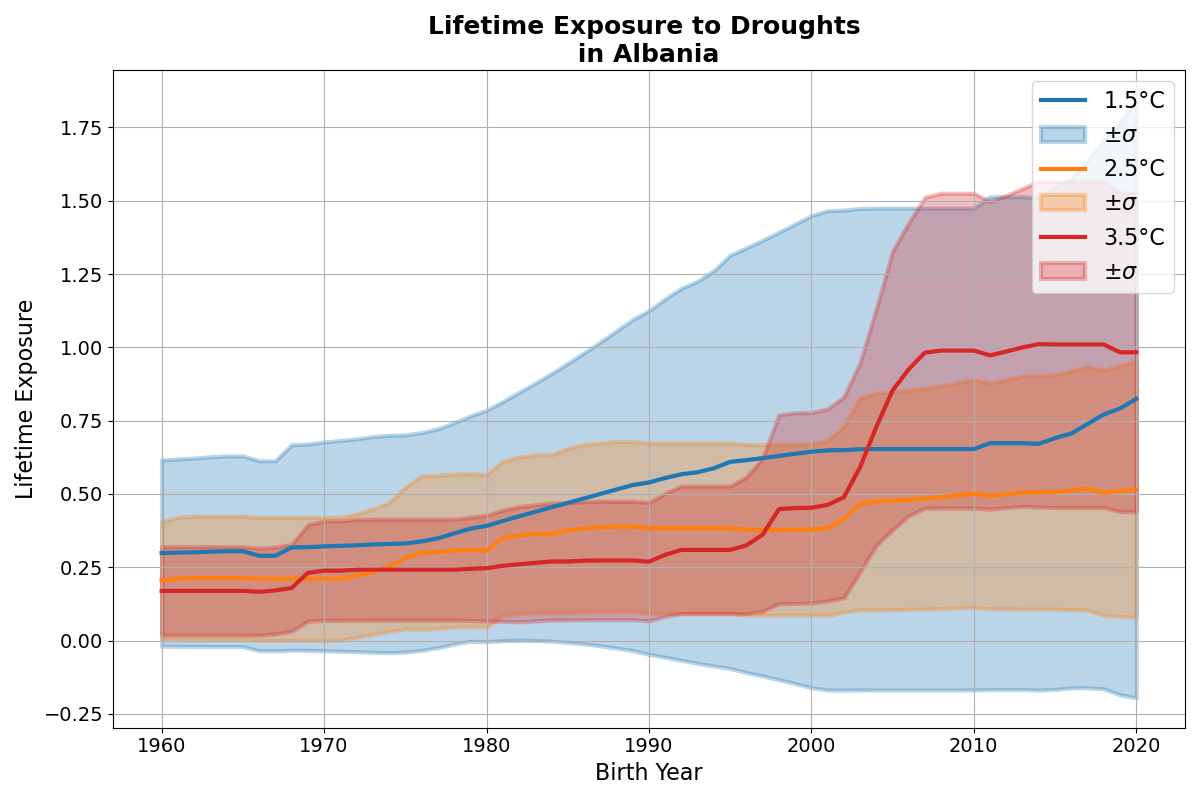 Lifetime Exposure to Droughts
in Albania
1.75
1.50
1.25
1.00
0.75
0.50
0.25
0.00
−0.25
Lifetime Exposure
1960
1970
1980
1990
2000
2010
2020
Birth Year
1.5°C
±σ
2.5°C
±σ
3.5°C
±σ